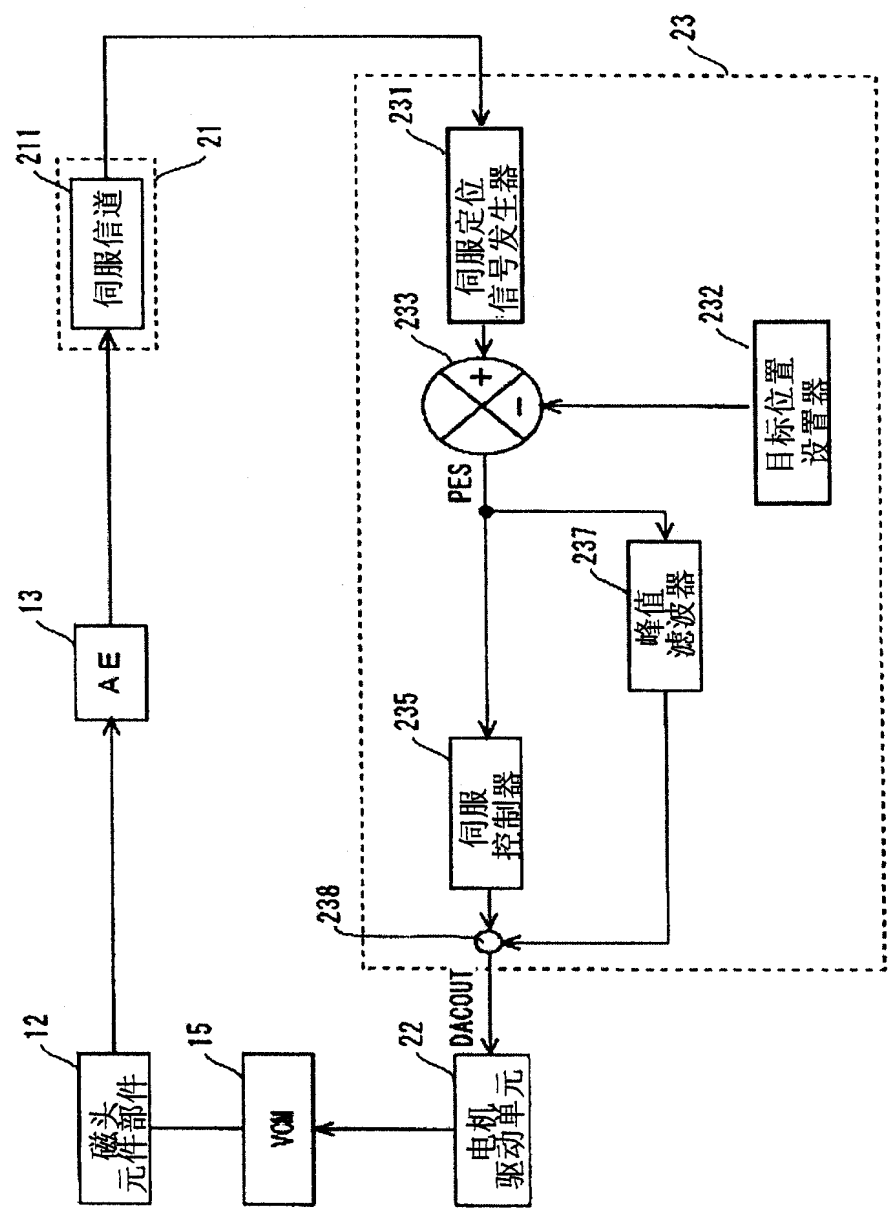 12
磁头
元件部件
13
AE
211
伺服信道
21
15
VCM
22
电机
驱动单元
DACOUT
238
235
伺服
控制器
PES
233
+
-
231
伺服定位
信号发生器
23
237
峰值
滤波器
232
目标位置
设置器